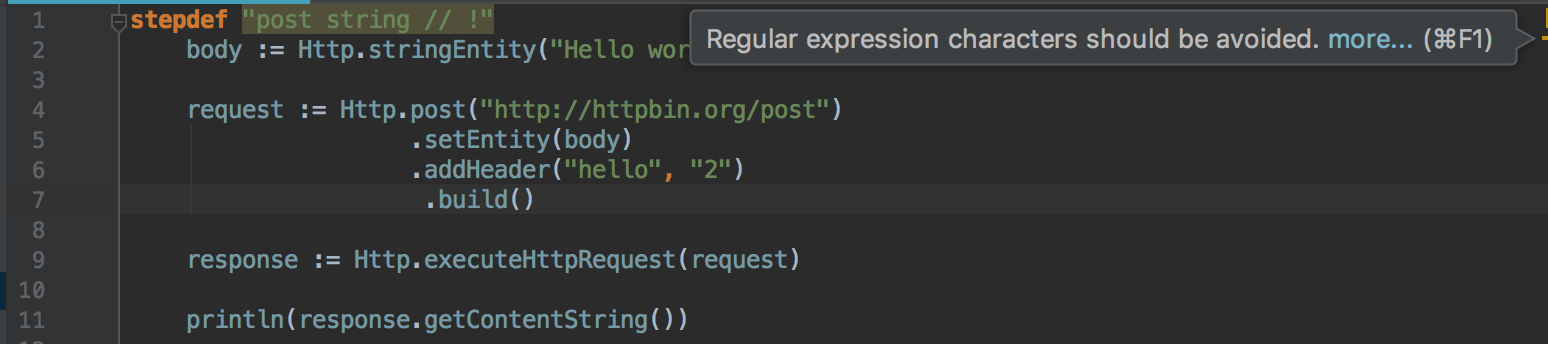 1 stepdef "post string // !"
Regular expression characters should be avoided. more... (⌘F1)
2 body := Http.stringEntity("Hello wor
3
4 request := Http.post("http://httpbin.org/post")
5 .setEntity(body)
6 .addHeader("hello", "2")
7 .build()
8
9 response := Http.executeHttpRequest(request)
10
11 println(response.getContentString())